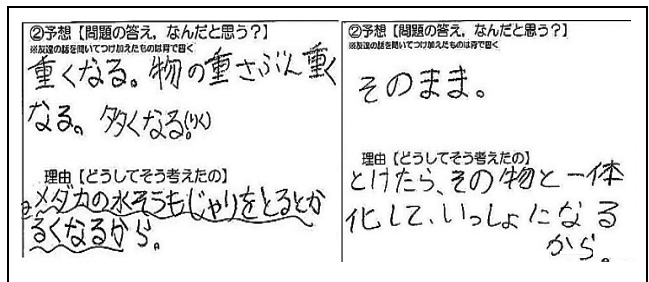 ②予想【問題の答え,なんだと思う?】
※友達の話を聞いてつけ加えたものは青で書く
重くなる。物の重さぶん重く
なる。多くなる!(りく)
理由【どうしてそう考えたの】
メダカの水そうもじゃりをとるとか
るくなるから。
②予想【問題の答え,なんだと思う?】
※友達の話を聞いてつけ加えたものは青で書く
そのまま。
理由【どうしてそう考えたの】
とけたら、その物と一体
化して、いっしょになる
から。